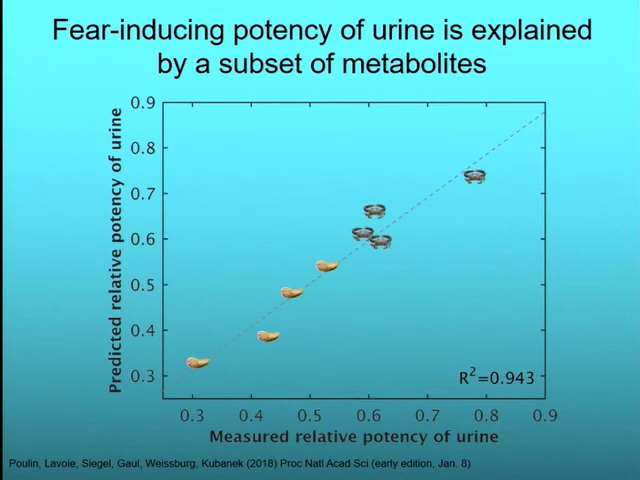 Fear-inducing potency of urine is explained
by a subset of metabolites
Predicted relative potency of urine
0.9
0.8
0.7
0.6
0.5
0.4
0.3
R²=0.943
0.3 0.4 0.5 0.6 0.7 0.8 0.9
Measured relative potency of urine
Poulin, Lavoie, Siegel, Gaul, Weissburg, Kubanek (2018) Proc Natl Acad Sci (early edition, Jan. 8)